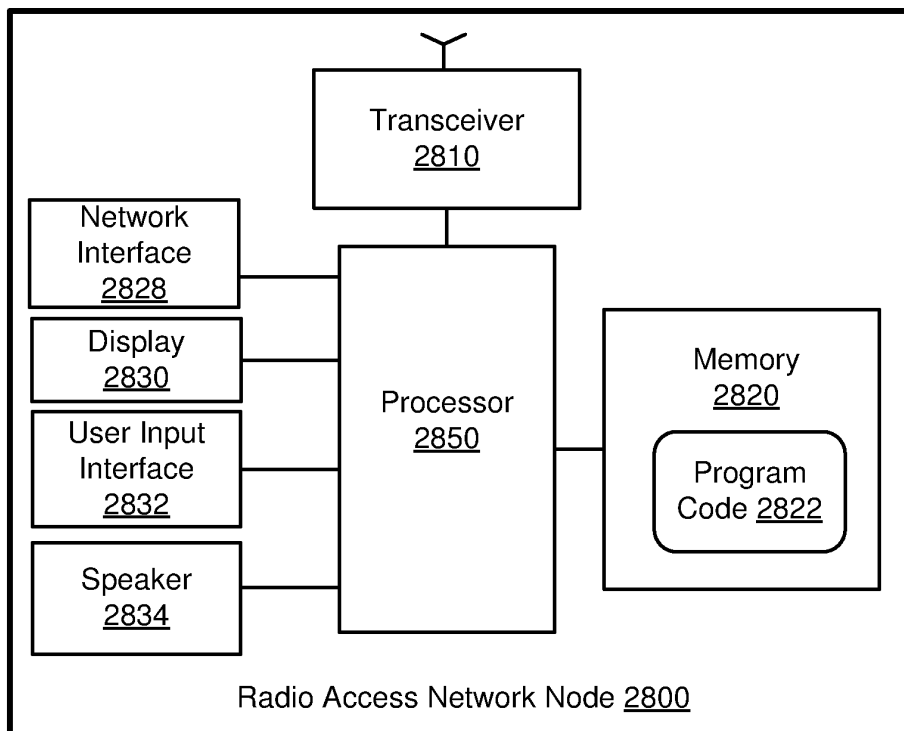 Transceiver
2810
Network
Interface
2828
Display
2830
User Input
Interface
2832
Speaker
2834
Processor
2850
Memory
2820
Program
Code 2822
Radio Access Network Node 2800